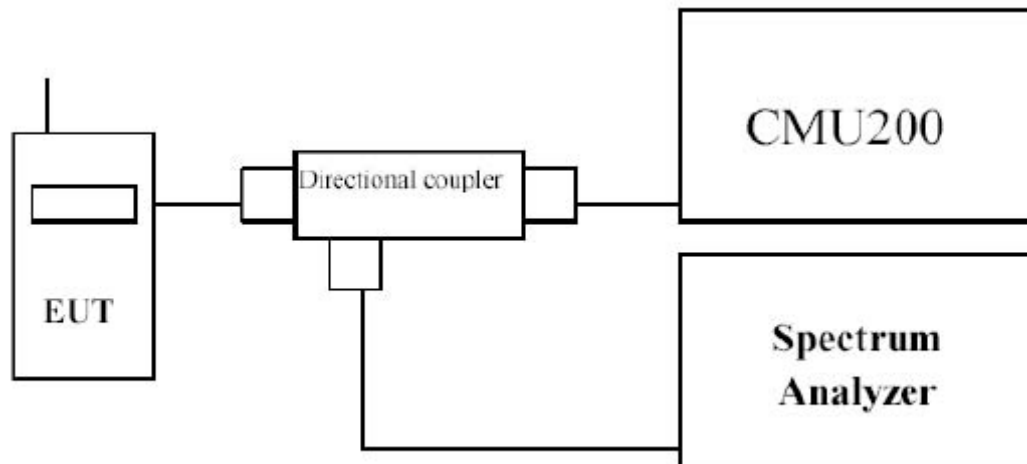 CMU200
Directional coupler
EUT
Spectrum
Analyzer